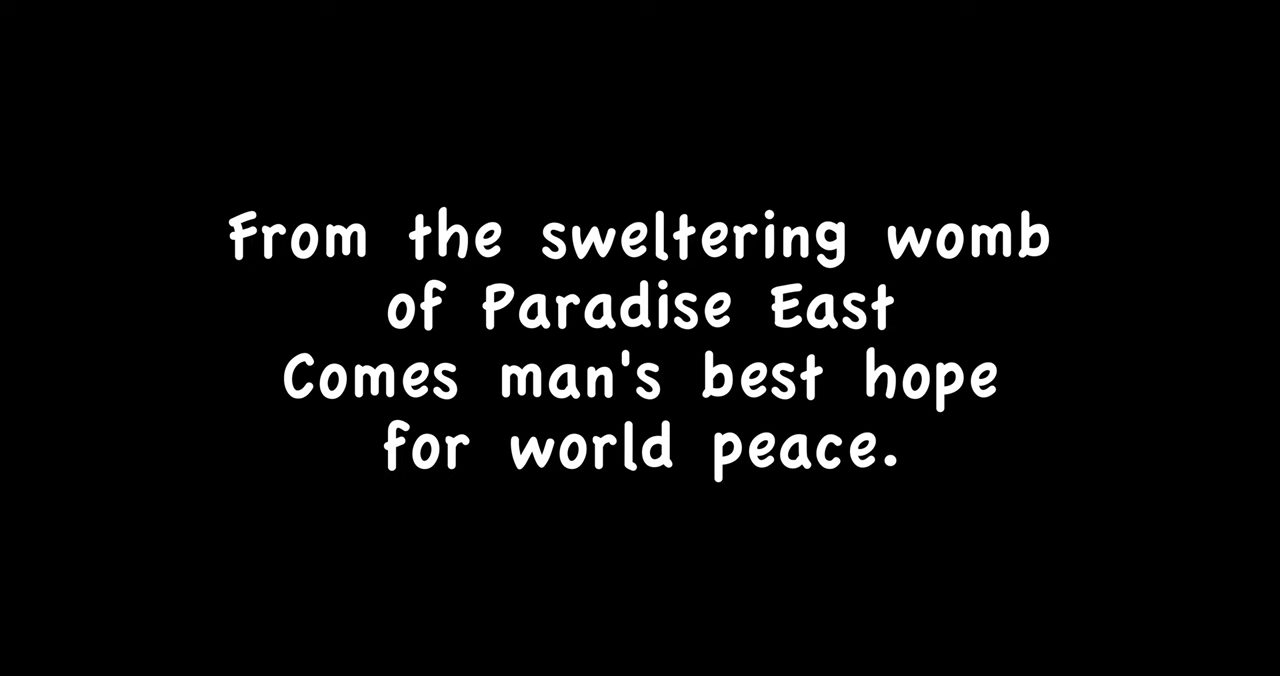 From the sweltering womb
of Paradise East
Comes man's best hope
for world peace.